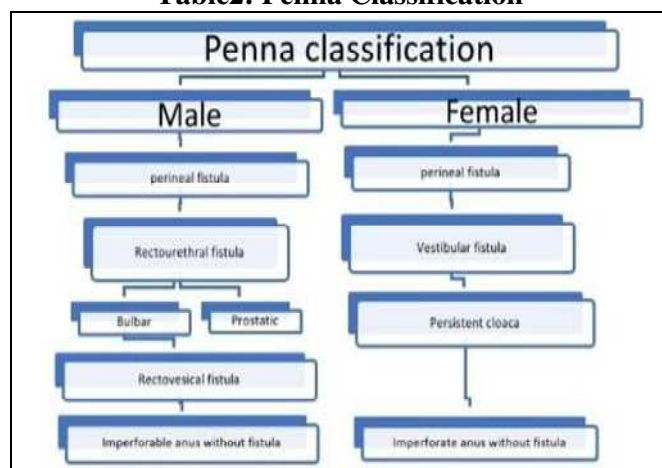 Table2: Penna Classification
Penna classification
Male
Female
perineal fistula
perineal fistula
Rectourethral fistula
Vestibular fistula
Bulbar
Prostatic
Persistent cloaca
Rectovesical fistula
Imperforable anus without fistula
Imperforate anus without fistula